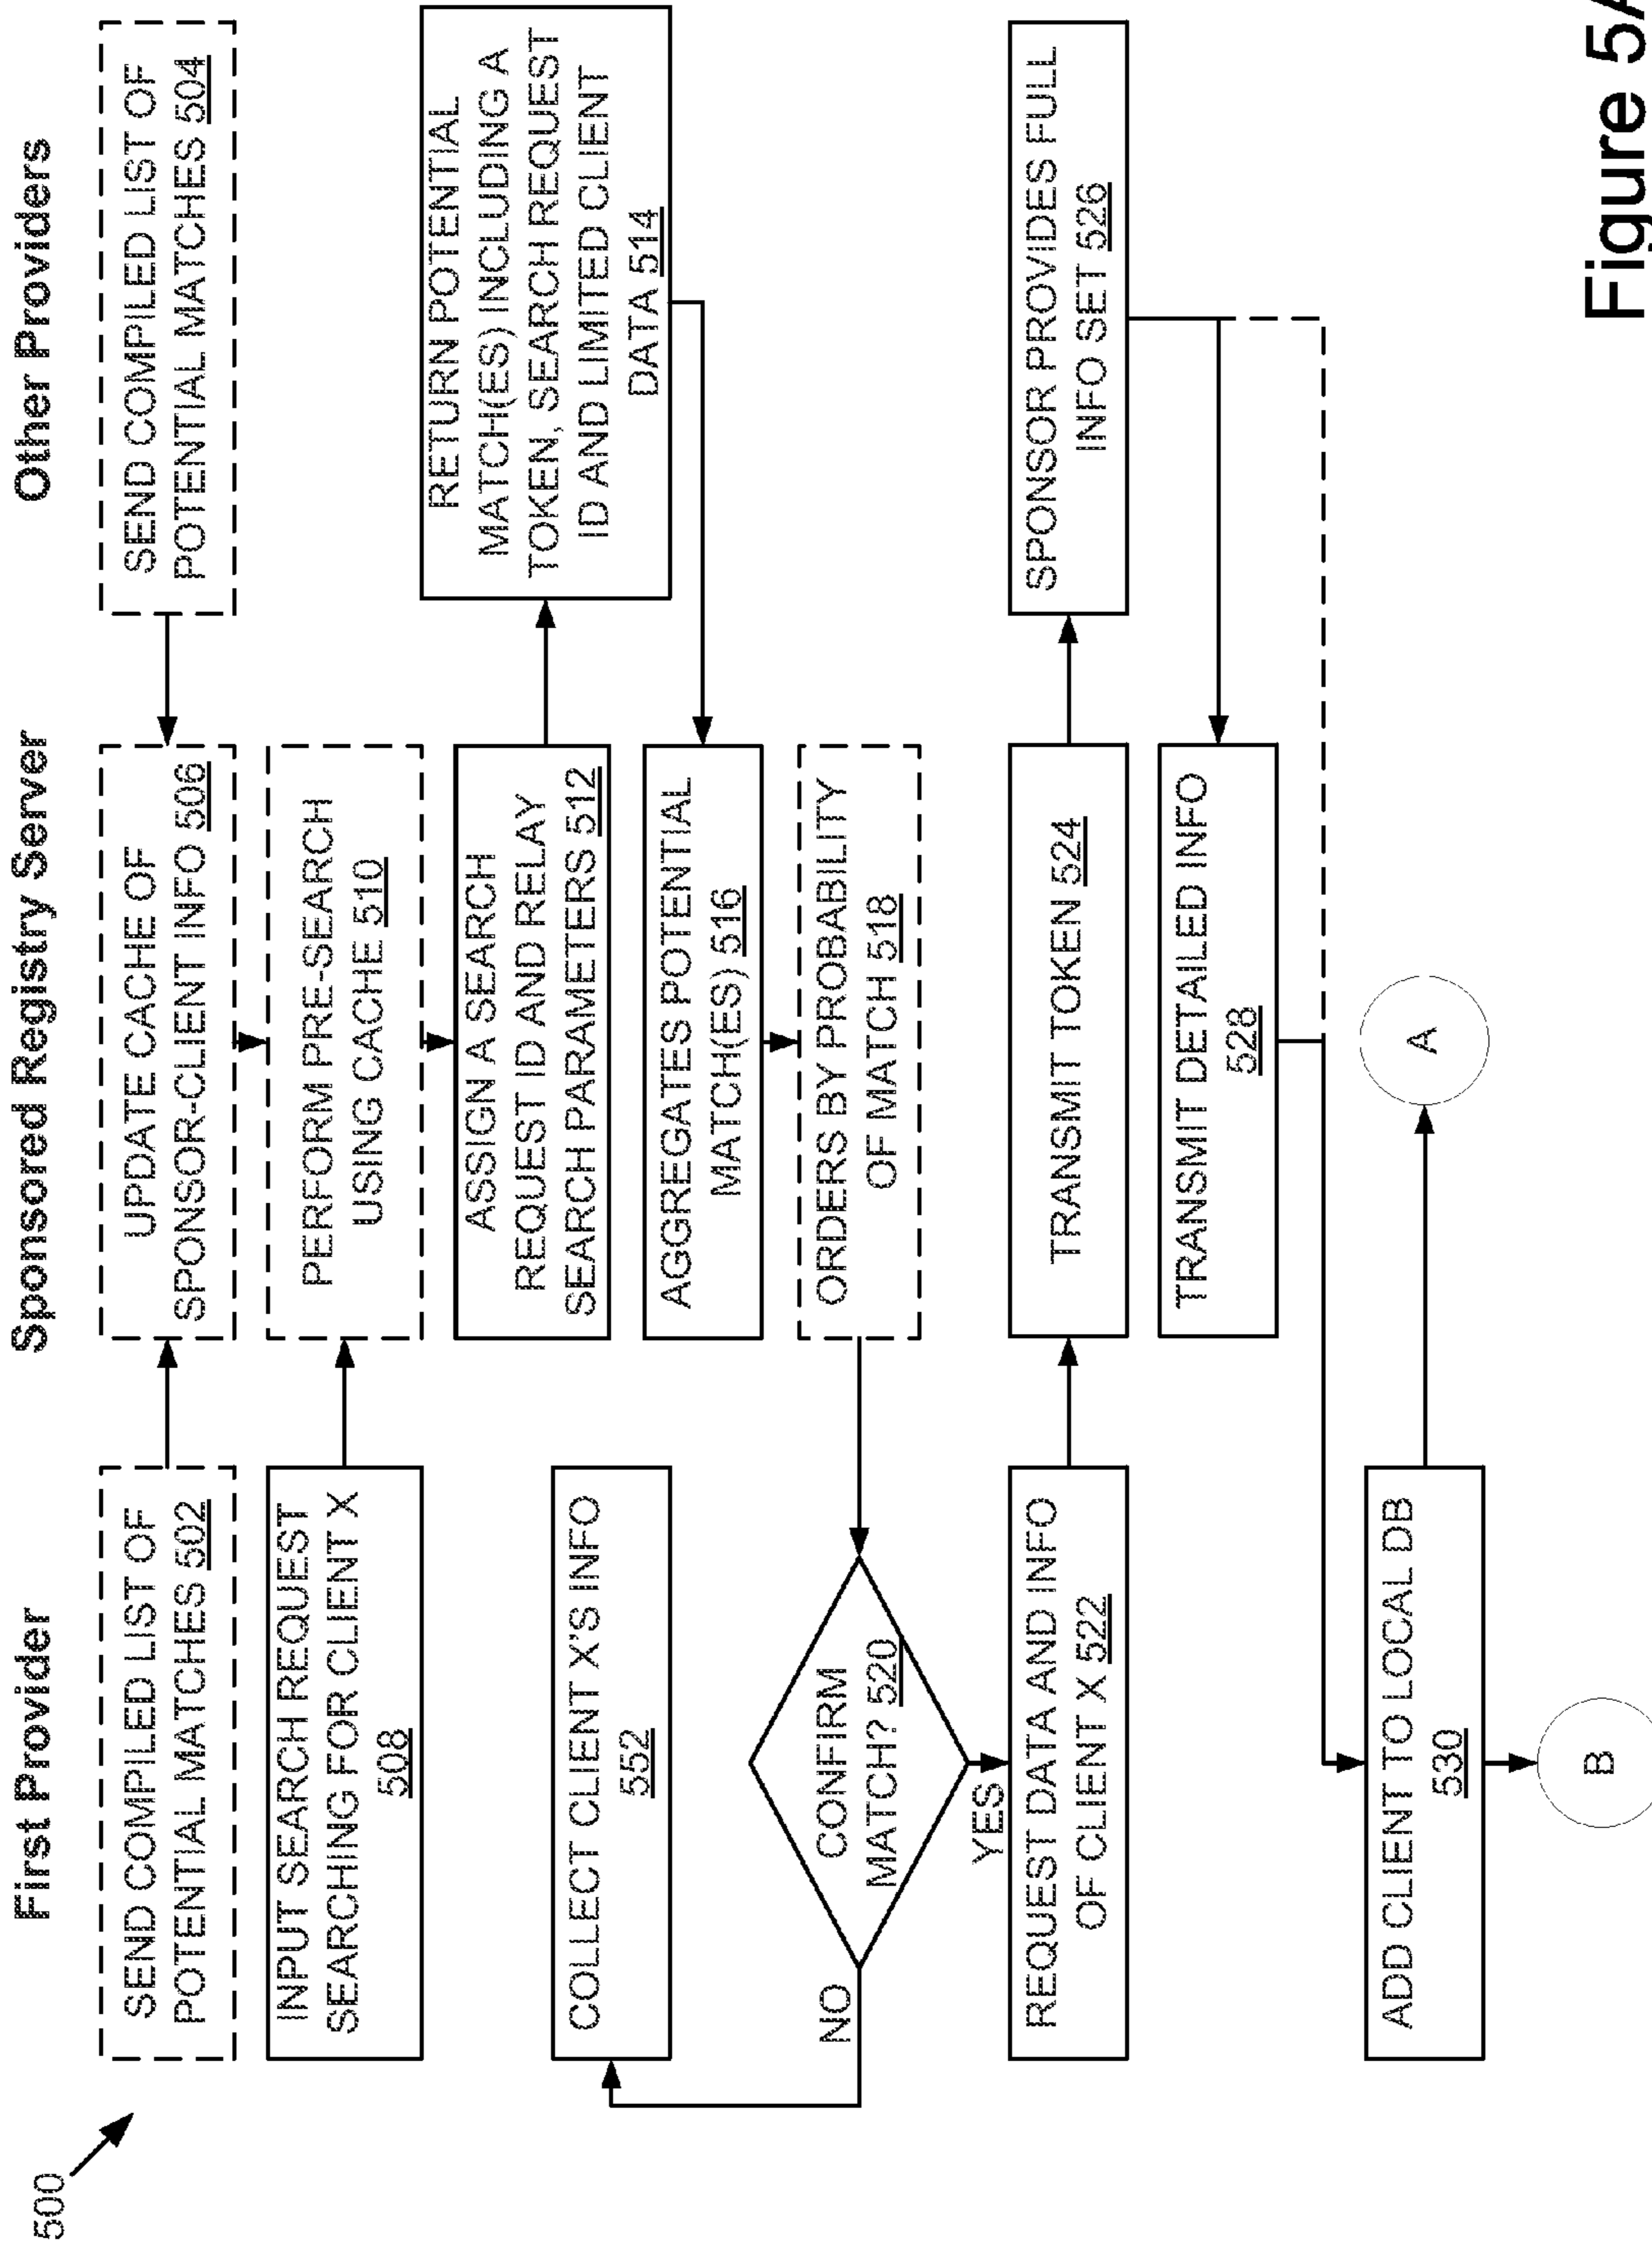 500
First Provider
Sponsored Registry Server
Other Providers
SEND COMPILED LIST OF
POTENTIAL MATCHES 502
UPDATE CACHE OF
SPONSOR-CLIENT INFO 506
SEND COMPILED LIST OF
POTENTIAL MATCHES 504
INPUT SEARCH REQUEST
SEARCHING FOR CLIENT X
508
PERFORM PRE-SEARCH
USING CACHE 510
ASSIGN A SEARCH
REQUEST ID AND RELAY
SEARCH PARAMETERS 512
RETURN POTENTIAL
MATCH(ES) INCLUDING A
TOKEN, SEARCH REQUEST
ID AND LIMITED CLIENT
DATA 514
COLLECT CLIENT X'S INFO
552
AGGREGATES POTENTIAL
MATCH(ES) 516
ORDERS BY PROBABILITY
OF MATCH 518
CONFIRM
MATCH? 520
NO
YES
REQUEST DATA AND INFO
OF CLIENT X 522
TRANSMIT TOKEN 524
SPONSOR PROVIDES FULL
INFO SET 526
TRANSMIT DETAILED INFO
528
ADD CLIENT TO LOCAL DB
530
A
B
Figure 5A